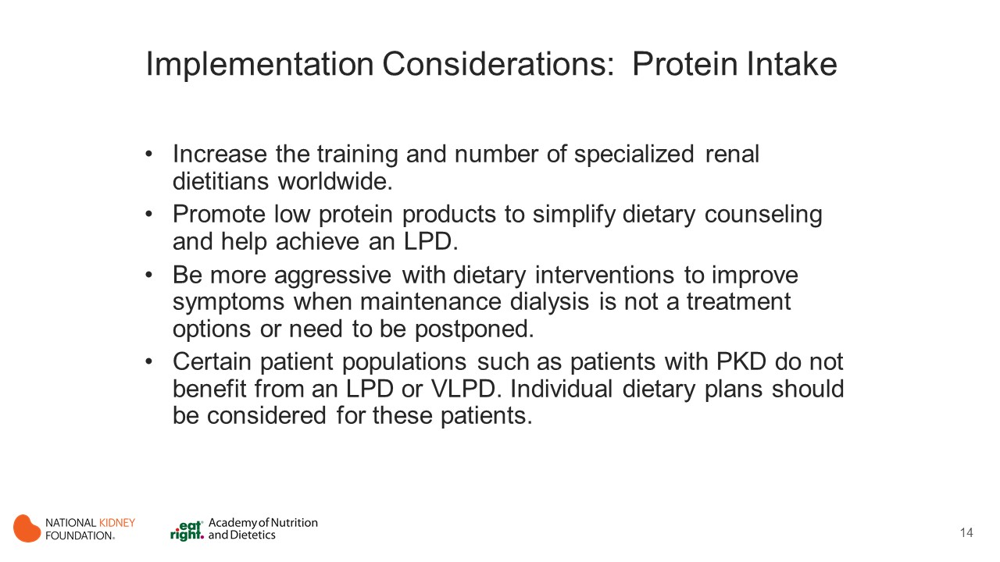 Implementation Considerations:  Protein Intake
• Increase the training and number of specialized renal
dietitians worldwide.
• Promote low protein products to simplify dietary counseling
and help achieve an LPD.
• Be more aggressive with dietary interventions to improve
symptoms when maintenance dialysis is not a treatment
options or need to be postponed.
• Certain patient populations such as patients with PKD do not
benefit from an LPD or VLPD. Individual dietary plans should
be considered for these patients.
NATIONAL KIDNEY
FOUNDATION®
eat®
right.
Academy of Nutrition
and Dietetics
14